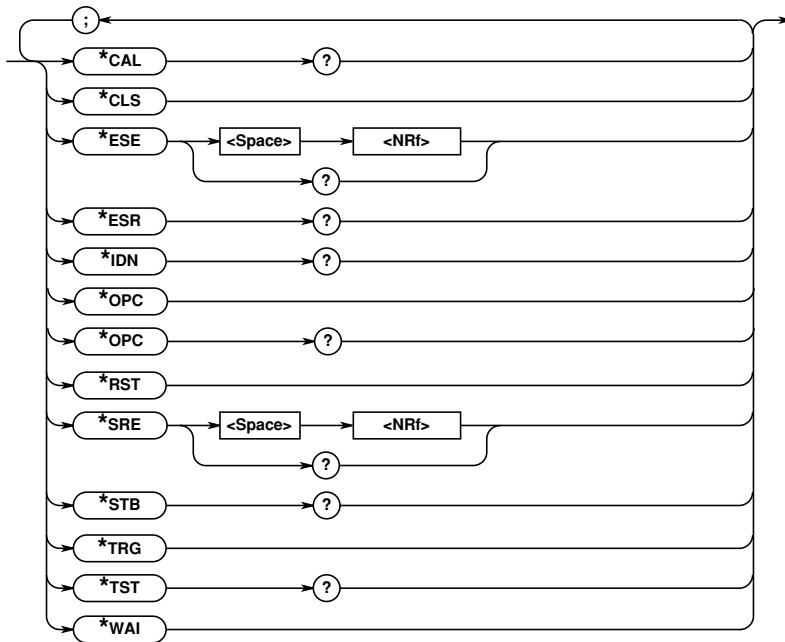 ;
*CAL ?
*CLS
*ESE <Space> <NRf>
?
*ESR ?
*IDN ?
*OPC
*OPC ?
*RST
*SRE <Space> <NRf>
?
*STB ?
*TRG
*TST ?
*WAI